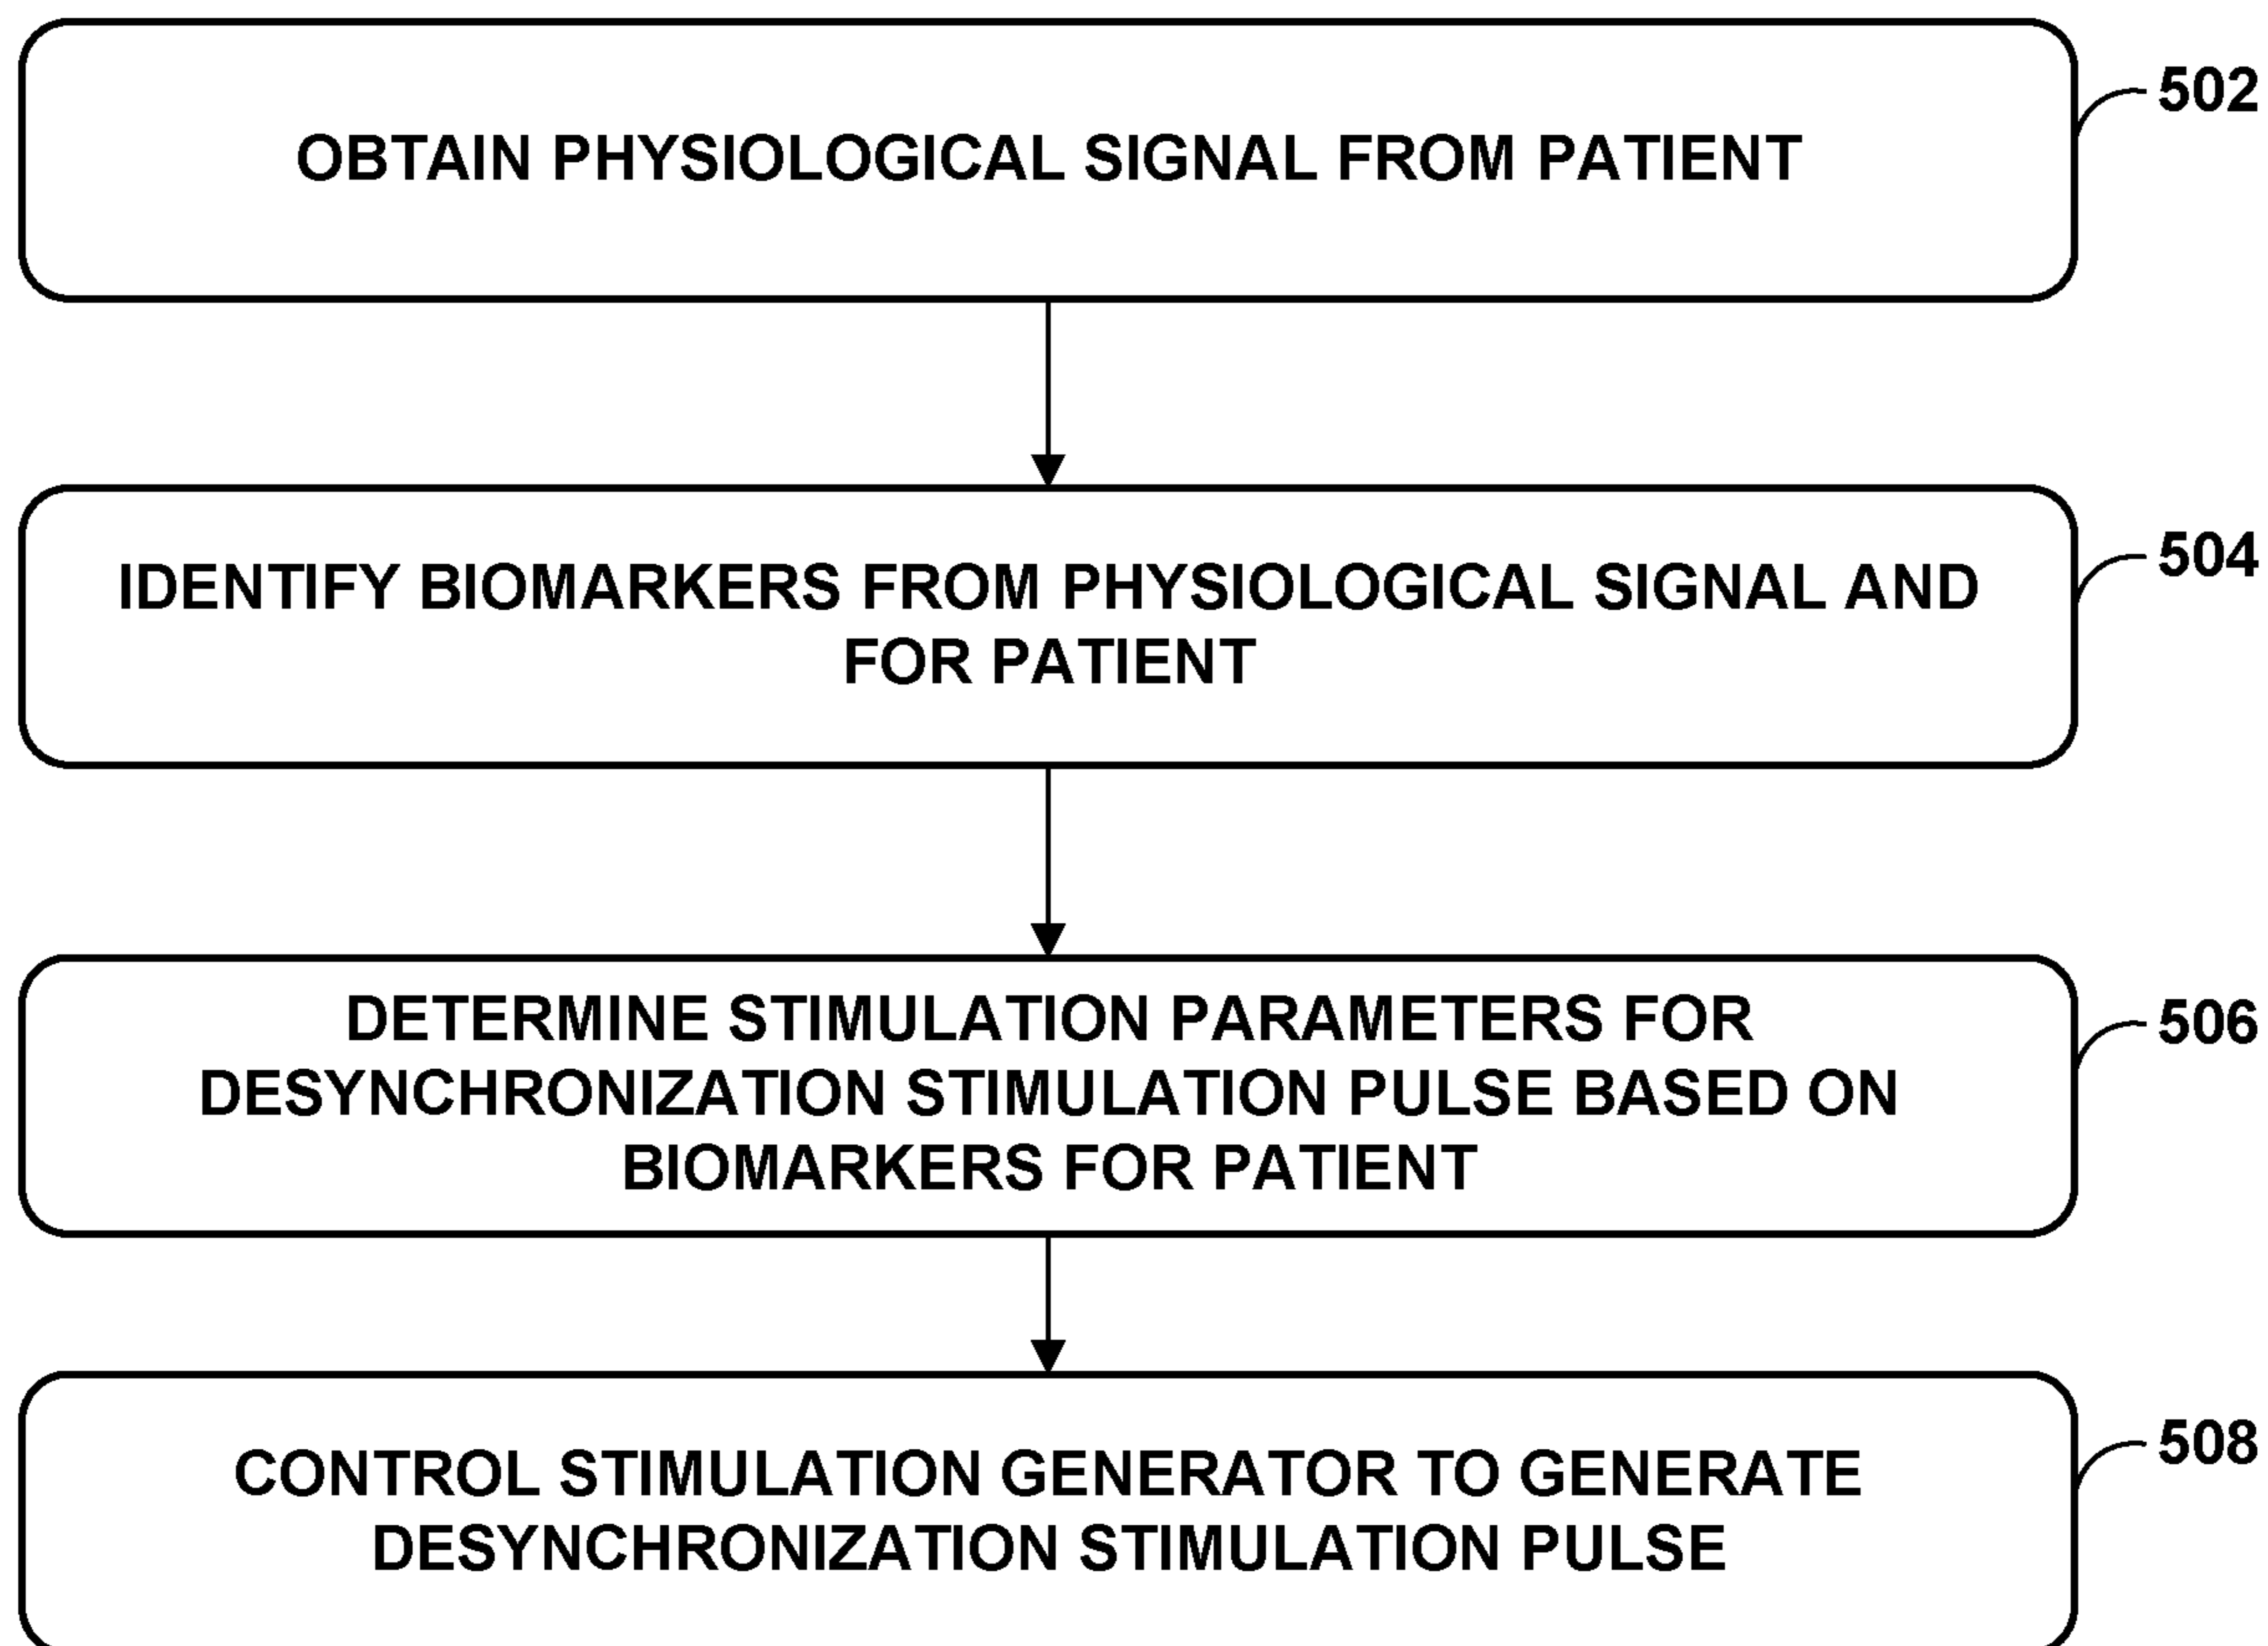 OBTAIN PHYSIOLOGICAL SIGNAL FROM PATIENT
502
IDENTIFY BIOMARKERS FROM PHYSIOLOGICAL SIGNAL AND
FOR PATIENT
504
DETERMINE STIMULATION PARAMETERS FOR
DESYNCHRONIZATION STIMULATION PULSE BASED ON
BIOMARKERS FOR PATIENT
506
CONTROL STIMULATION GENERATOR TO GENERATE
DESYNCHRONIZATION STIMULATION PULSE
508